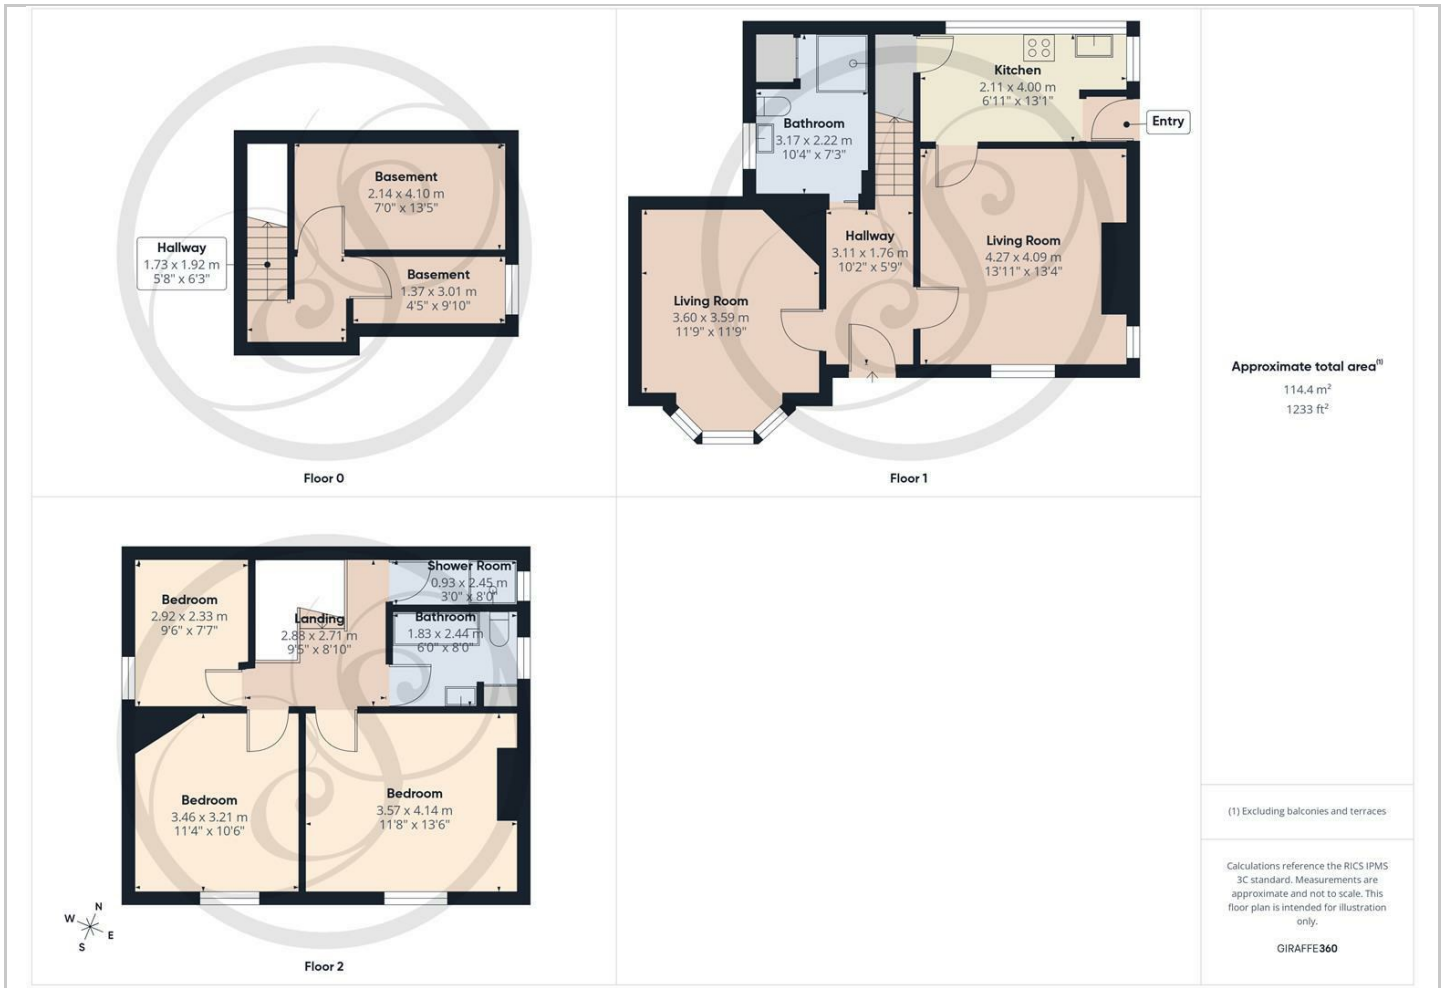 Basement
2.14 x 4.10 m
7'0" x 13'5"
Hallway
1.73 x 1.92 m
5'8" x 6'3"
Basement
1.37 x 3.01 m
4'5" x 9'10"
Floor 0
Kitchen
2.11 x 4.00 m
6'11" x 13'1"
Entry
Bathroom
3.17 x 2.22 m
10'4" x 7'3"
Hallway
3.11 x 1.76 m
10'2" x 5'9"
Living Room
4.27 x 4.09 m
13'11" x 13'4"
Living Room
3.60 x 3.59 m
11'9" x 11'9"
Floor 1
Approximate total area(1)
114.4 m²
1233 ft²
Shower Room
0.93 x 2.45 m
3'0" x 8'0"
Bedroom
2.92 x 2.33 m
9'6" x 7'7"
Landing
2.88 x 2.71 m
9'5" x 8'10"
Bathroom
1.83 x 2.44 m
6'0" x 8'0"
Bedroom
3.46 x 3.21 m
11'4" x 10'6"
Bedroom
3.57 x 4.14 m
11'8" x 13'6"
N
W
E
S
Floor 2
(1) Excluding balconies and terraces
Calculations reference the RICS IPMS
3C standard. Measurements are
approximate and not to scale. This
floor plan is intended for illustration
only.
GIRAFFE360